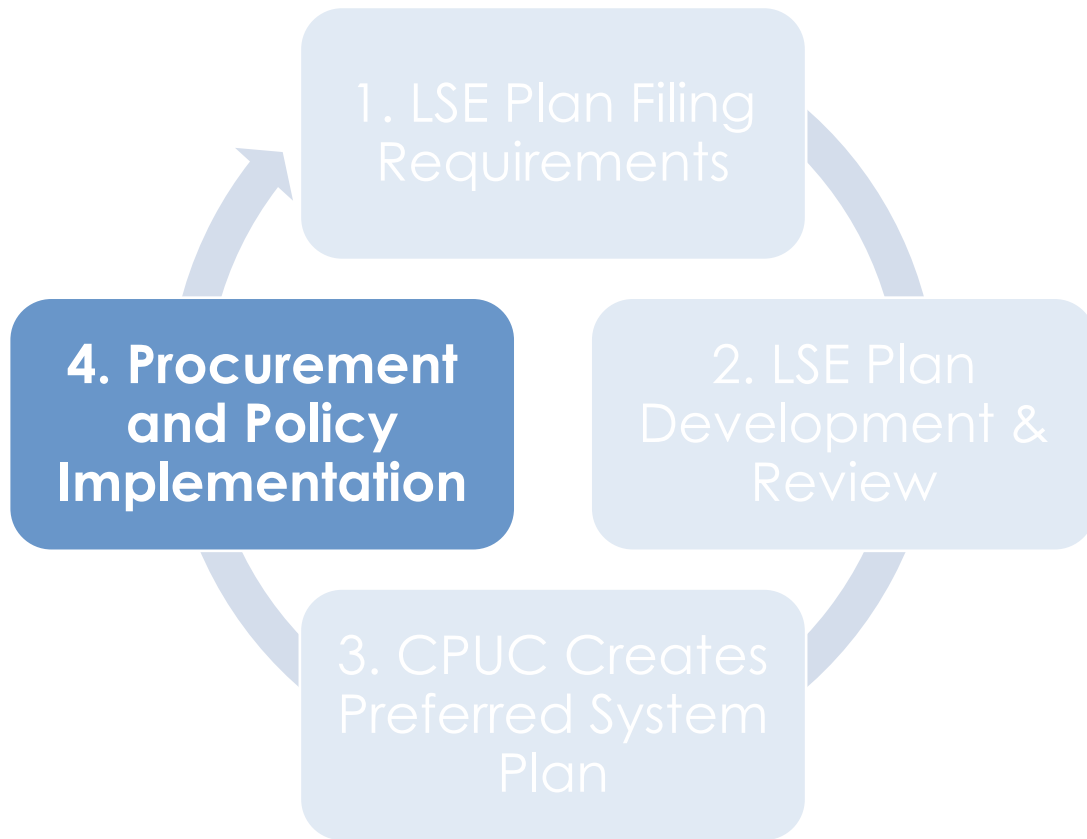 1. LSE Plan Filing
Requirements
2. LSE Plan
Development &
Review
3. CPUC Creates
Preferred System
Plan
4. Procurement
and Policy
Implementation